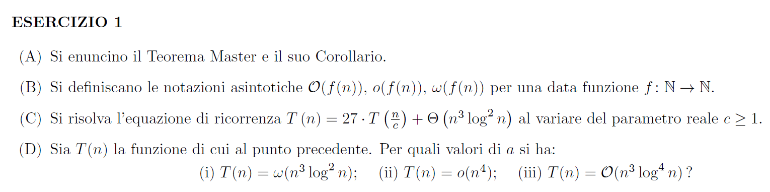 ESERCIZIO 1
(A) Si enuncino il Teorema Master e il suo Corollario.
(B) Si definiscano le notazioni asintotiche 𝒪(f(n)), o(f(n)), ω(f(n)) per una data funzione f: ℕ → ℕ.
(C) Si risolva l'equazione di ricorrenza T (n) = 27 · T (n/c) + Θ (n³ log² n) al variare del parametro reale c ≥ 1.
(D) Sia T(n) la funzione di cui al punto precedente. Per quali valori di a si ha:
(i) T(n) = ω(n³ log² n); (ii) T(n) = o(n⁴); (iii) T(n) = 𝒪(n³ log⁴ n) ?